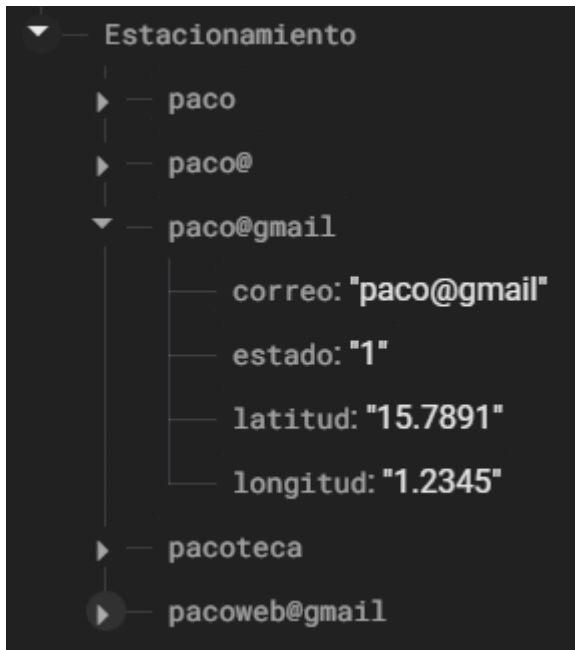 Estacionamiento
paco
paco@
paco@gmail
correo: "paco@gmail"
estado: "1"
latitud: "15.7891"
longitud: "1.2345"
pacoteca
pacoweb@gmail